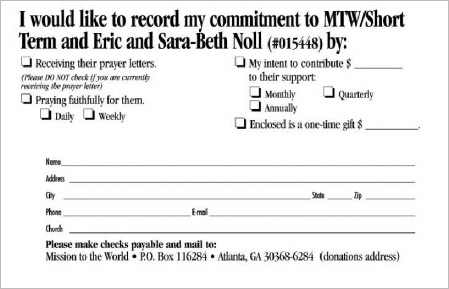 I would like to record my commitment to MTW/Short
Term and Eric and Sara-Beth Noll (#015448) by:
❏ Receiving their prayer letters.
(Please DO NOT check if you are currently
receiving the prayer letter)
❏ Praying faithfully for them.
❏ Daily ❏ Weekly
❏ My intent to contribute $ ________
to their support:
❏ Monthly ❏ Quarterly
❏ Annually
❏ Enclosed is a one-time gift $ ________.
Name
Address
City State Zip
Phone E-mail
Church
Please make checks payable and mail to:
Mission to the World • P.O. Box 116284 • Atlanta, GA 30368-6284 (donations address)